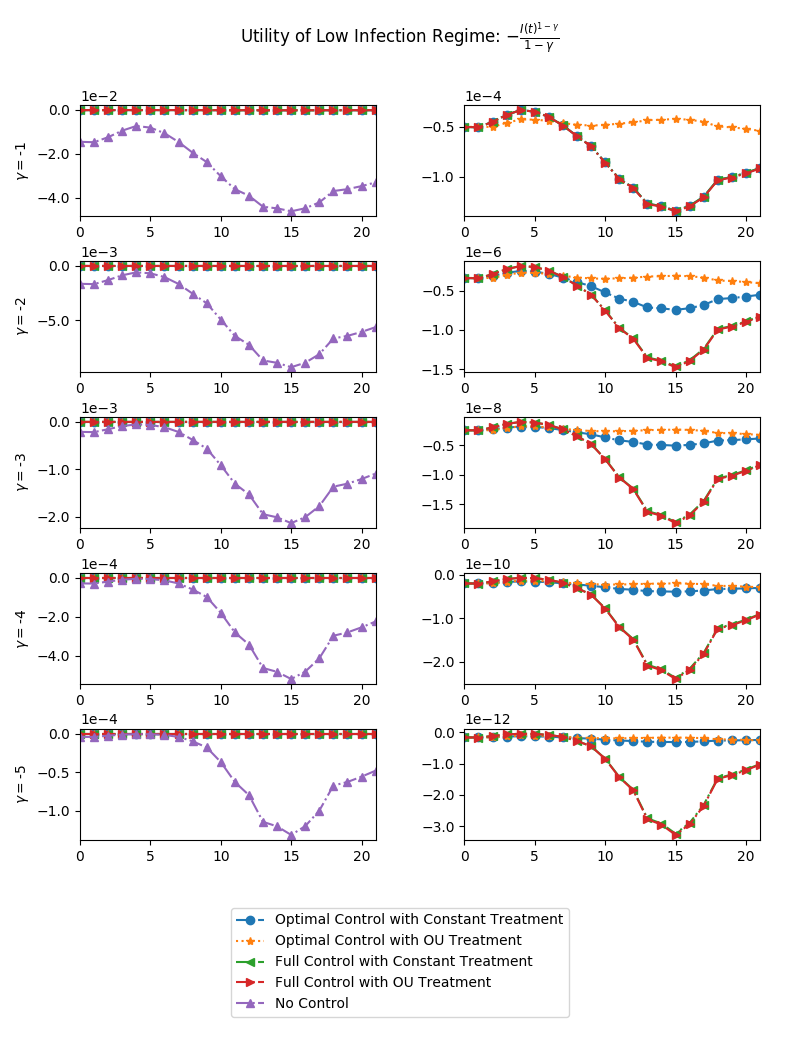 Utility of Low Infection Regime: $-\frac{I(t)^{1-\gamma}}{1-\gamma}$
1e−2
0.0
−2.0
−4.0
γ = -1
0 5 10 15 20
1e−4
−0.5
−1.0
0 5 10 15 20
1e−3
0.0
−5.0
γ = -2
0 5 10 15 20
1e−6
−0.5
−1.0
−1.5
0 5 10 15 20
1e−3
0.0
−1.0
−2.0
γ = -3
0 5 10 15 20
1e−8
−0.5
−1.0
−1.5
0 5 10 15 20
1e−4
0.0
−2.0
−4.0
γ = -4
0 5 10 15 20
1e−10
0.0
−1.0
−2.0
0 5 10 15 20
1e−4
0.0
−0.5
−1.0
γ = -5
0 5 10 15 20
1e−12
0.0
−1.0
−2.0
−3.0
0 5 10 15 20
Optimal Control with Constant Treatment
Optimal Control with OU Treatment
Full Control with Constant Treatment
Full Control with OU Treatment
No Control